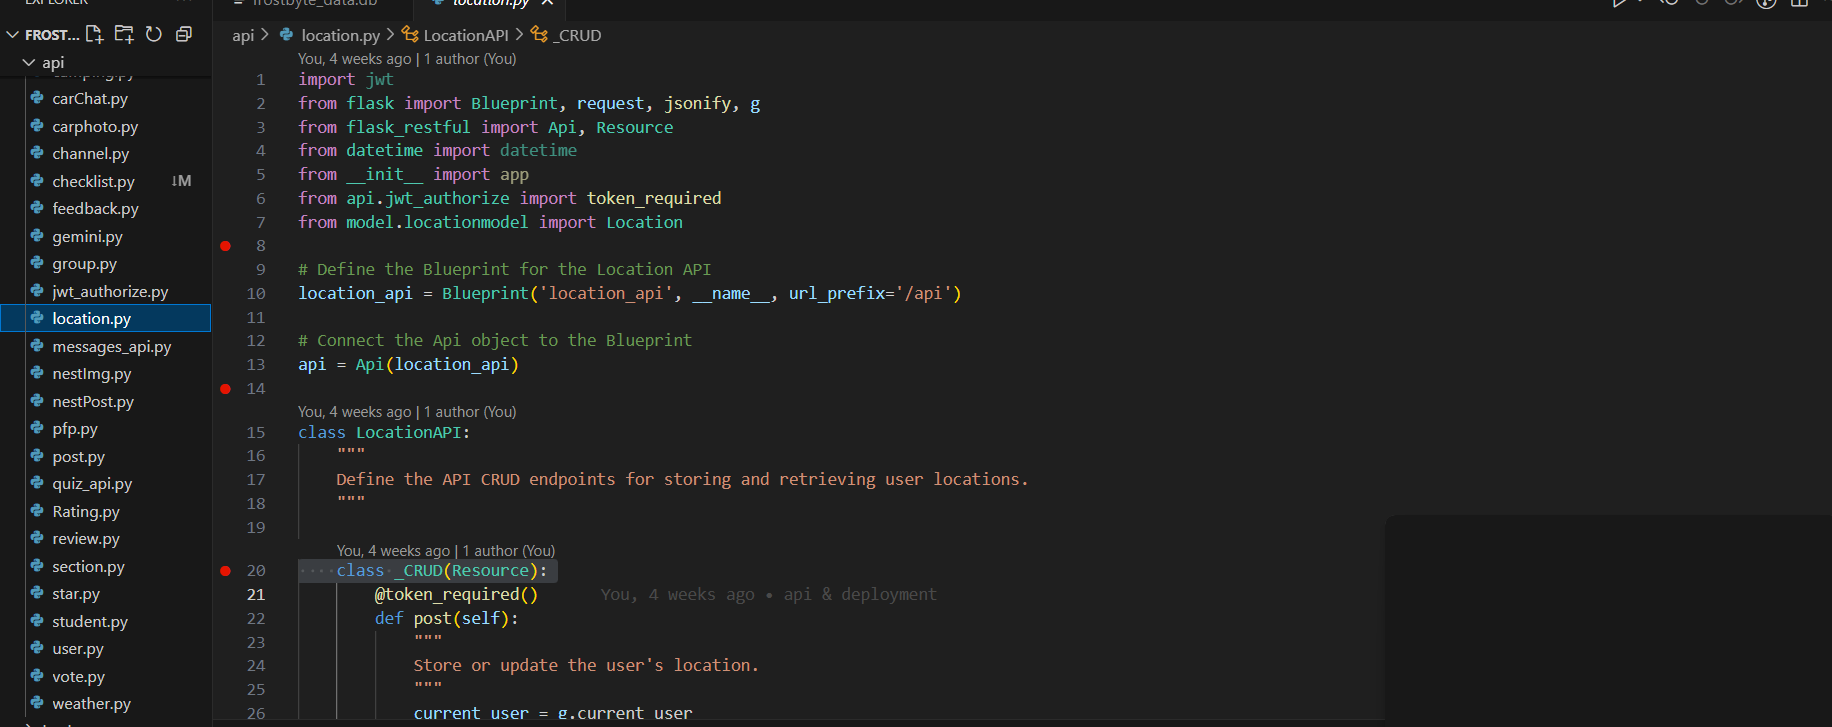 EXPLORER
frostbyte_data.db
location.py
FROST...
api
camping.py
carChat.py
carphoto.py
channel.py
checklist.py ↓M
feedback.py
gemini.py
group.py
jwt_authorize.py
location.py
messages_api.py
nestImg.py
nestPost.py
pfp.py
post.py
quiz_api.py
Rating.py
review.py
section.py
star.py
student.py
user.py
vote.py
weather.py
api > location.py > LocationAPI > _CRUD
You, 4 weeks ago | 1 author (You)
1 import jwt
2 from flask import Blueprint, request, jsonify, g
3 from flask_restful import Api, Resource
4 from datetime import datetime
5 from __init__ import app
6 from api.jwt_authorize import token_required
7 from model.locationmodel import Location
8
9 # Define the Blueprint for the Location API
10 location_api = Blueprint('location_api', __name__, url_prefix='/api')
11
12 # Connect the Api object to the Blueprint
13 api = Api(location_api)
14
You, 4 weeks ago | 1 author (You)
15 class LocationAPI:
16 """
17 Define the API CRUD endpoints for storing and retrieving user locations.
18 """
19
You, 4 weeks ago | 1 author (You)
20 class _CRUD(Resource):
21 @token_required() You, 4 weeks ago • api & deployment
22 def post(self):
23 """
24 Store or update the user's location.
25 """
26 current_user = g.current_user